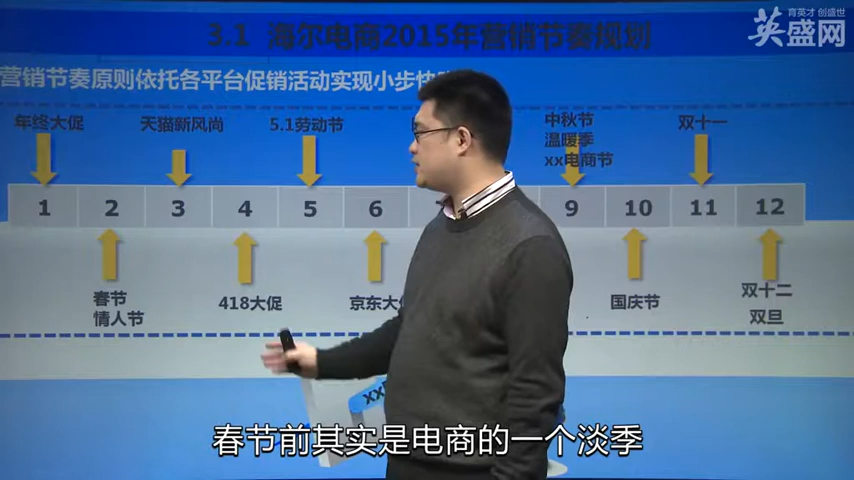 育英才 创盛世
英盛网
3.1 海尔电商2015年营销节奏规划
营销节奏原则依托各平台促销活动实现小步快
年终大促
天猫新风尚
5.1劳动节
中秋节
温暖季
xx电商节
双十一
1 2 3 4 5 6 9 10 11 12
春节
情人节
418大促
京东大
国庆节
双十二
双旦
xx
春节前其实是电商的一个淡季